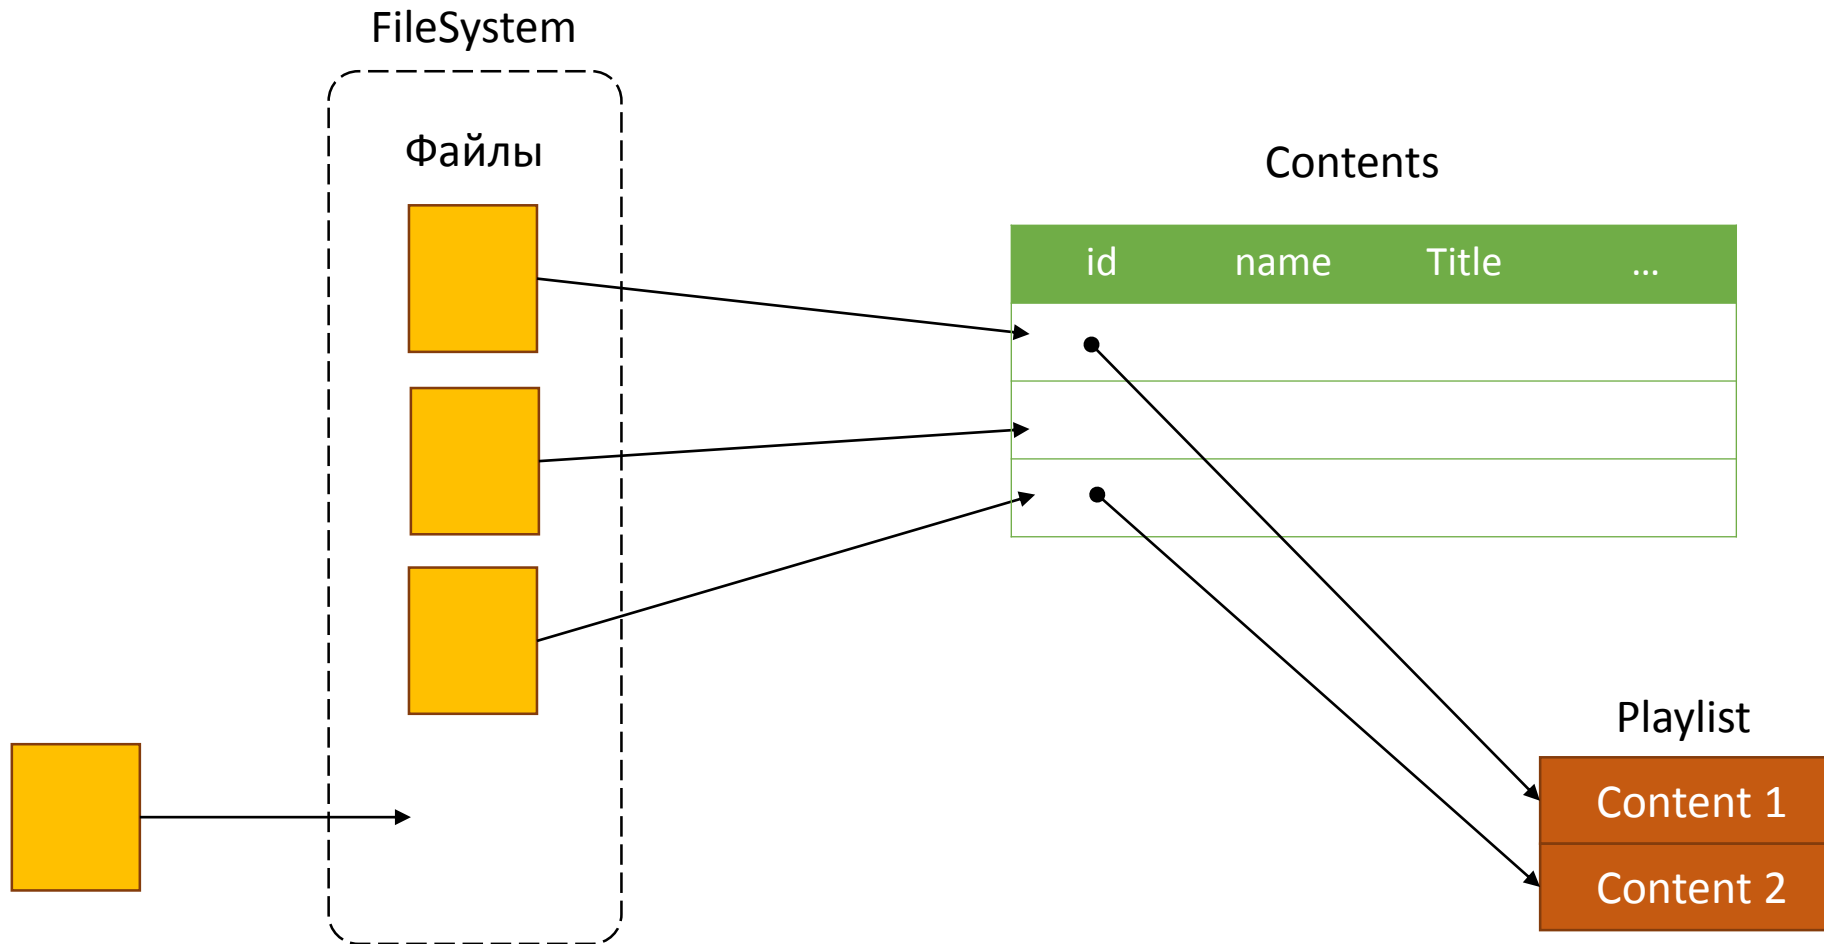 FileSystem
Файлы
Contents
id name Title ...
Playlist
Content 1
Content 2